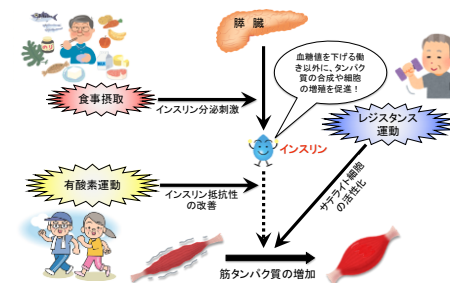 膵 臓
血糖値を下げる働
き以外に、タンパク
質の合成や細胞
の増殖を促進！
食事摂取
インスリン分泌刺激
レジスタンス
運動
インスリン
有酸素運動
インスリン抵抗性
の改善
サテライト細胞
の活性化
筋タンパク質の増加